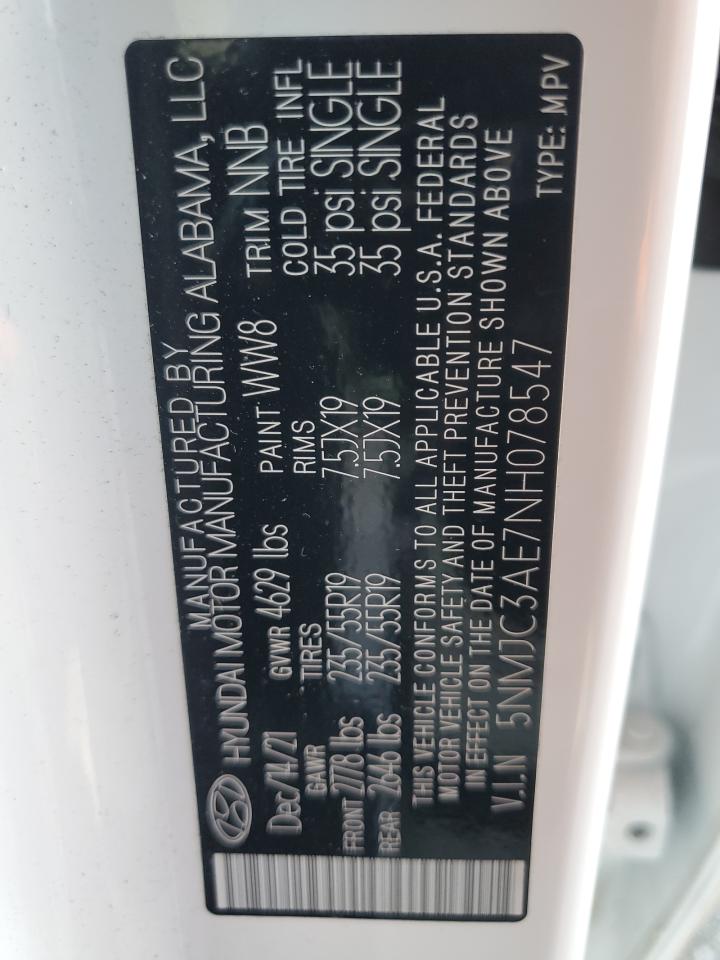 MANUFACTURED BY
HYUNDAI MOTOR MANUFACTURING ALABAMA, LLC
Dec/14/21 GVWR 4629 lbs PAINT WW8 TRIM NNB
GAWR TIRES RIMS COLD TIRE INFL
FRONT 2778 lbs 235/55R19 7.5JX19 35 psi SINGLE
REAR 2646 lbs 235/55R19 7.5JX19 35 psi SINGLE
THIS VEHICLE CONFORMS TO ALL APPLICABLE U.S.A. FEDERAL
MOTOR VEHICLE SAFETY AND THEFT PREVENTION STANDARDS
IN EFFECT ON THE DATE OF MANUFACTURE SHOWN ABOVE
V.I.N 5NMJC3AE7NH078547
TYPE: MPV